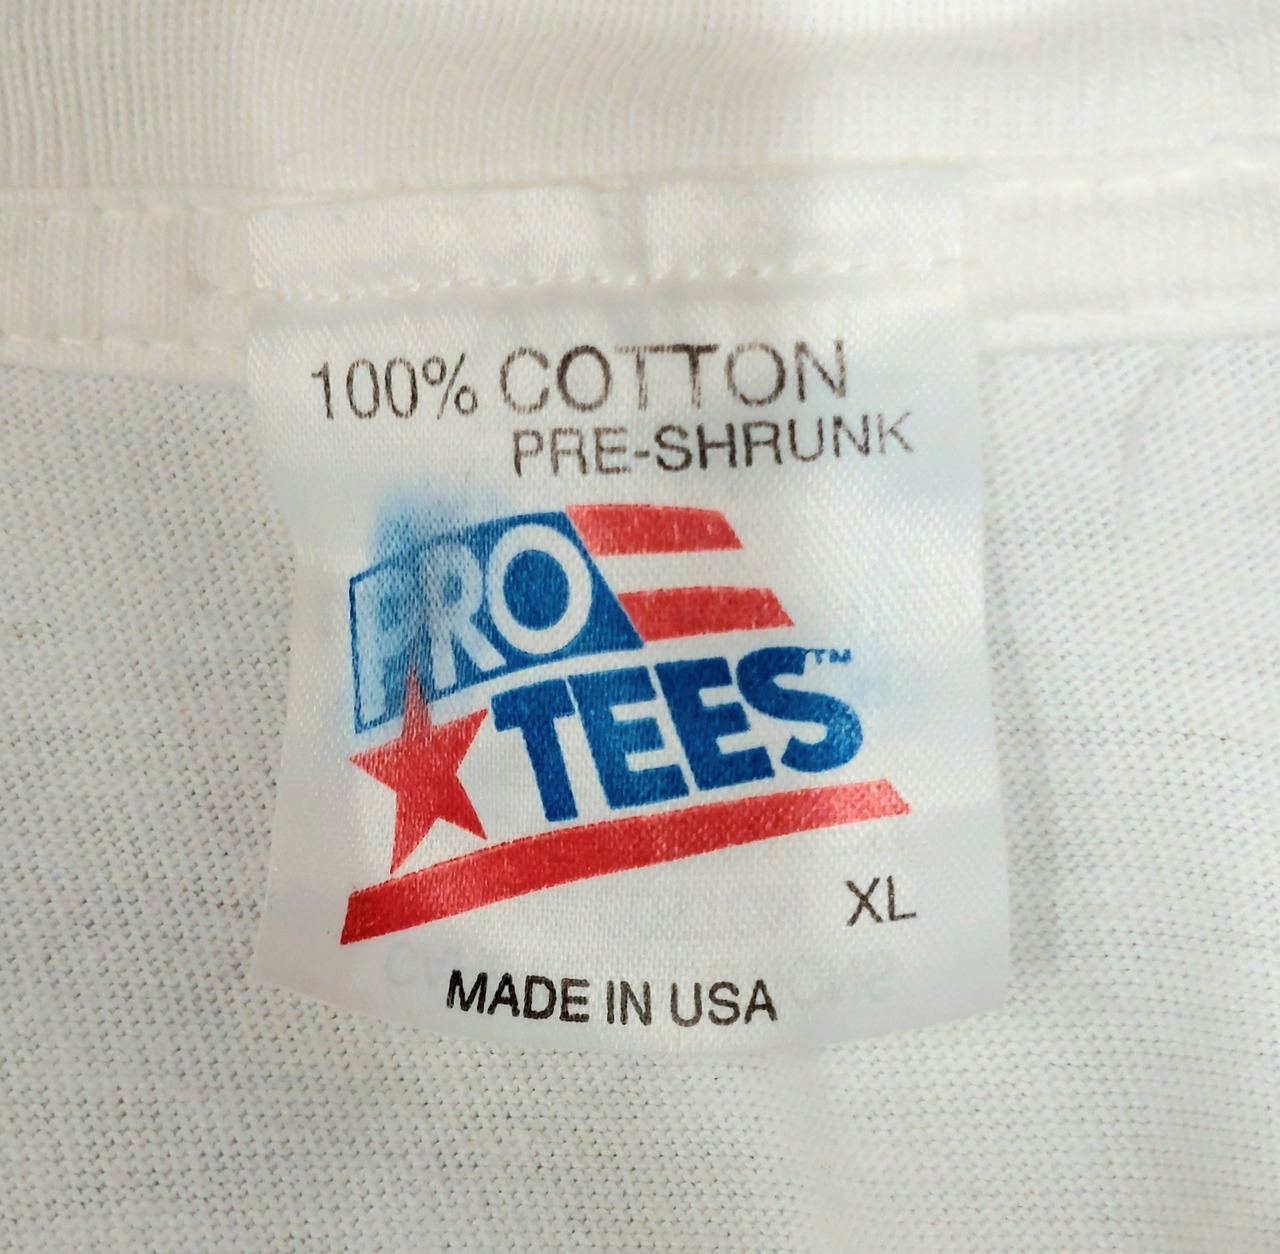 100% COTTON
PRE-SHRUNK
PRO
TEES™
XL
MADE IN USA